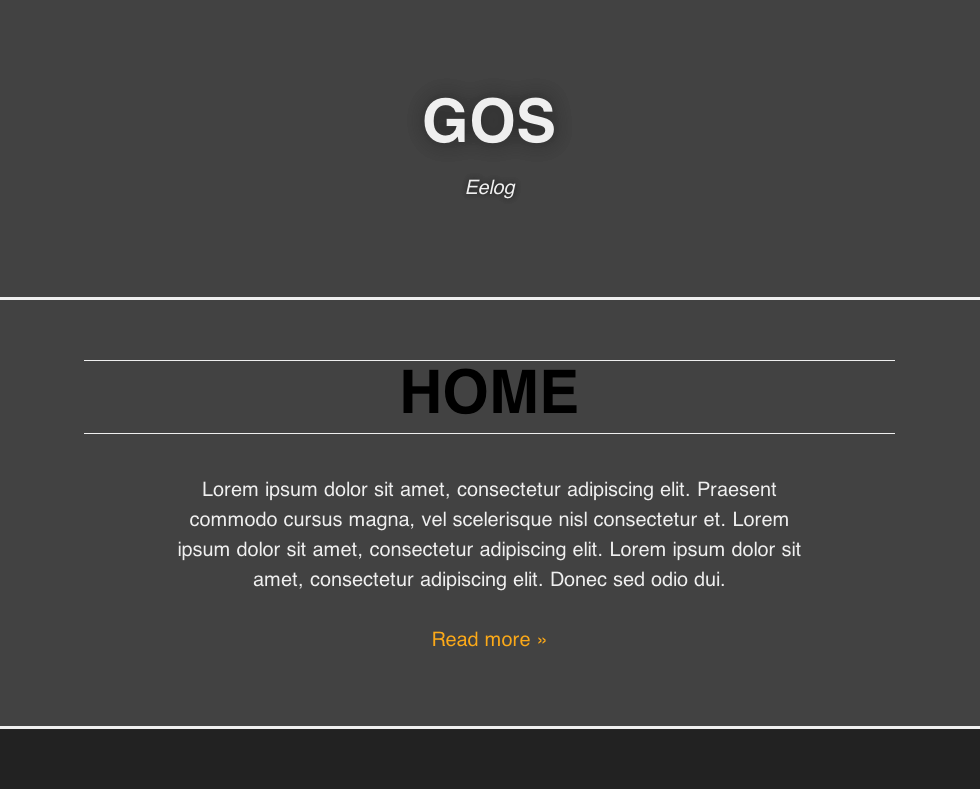 GOS
Eelog
HOME
Lorem ipsum dolor sit amet, consectetur adipiscing elit. Praesent
commodo cursus magna, vel scelerisque nisl consectetur et. Lorem
ipsum dolor sit amet, consectetur adipiscing elit. Lorem ipsum dolor sit
amet, consectetur adipiscing elit. Donec sed odio dui.
Read more »